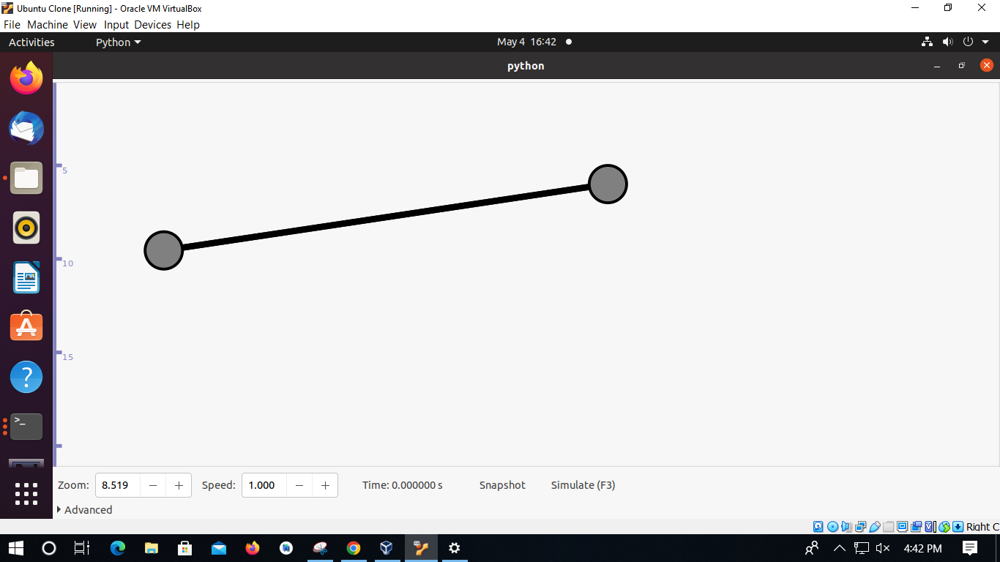 Ubuntu Clone [Running] - Oracle VM VirtualBox
File Machine View Input Devices Help
Activities Python May 4 16:42
python
5
10
15
Zoom: 8.519 Speed: 1.000 Time: 0.000000 s Snapshot Simulate (F3)
Advanced
Right C
4:42 PM